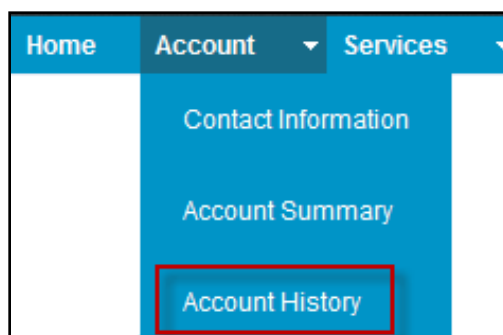 Home Account Services
Contact Information
Account Summary
Account History